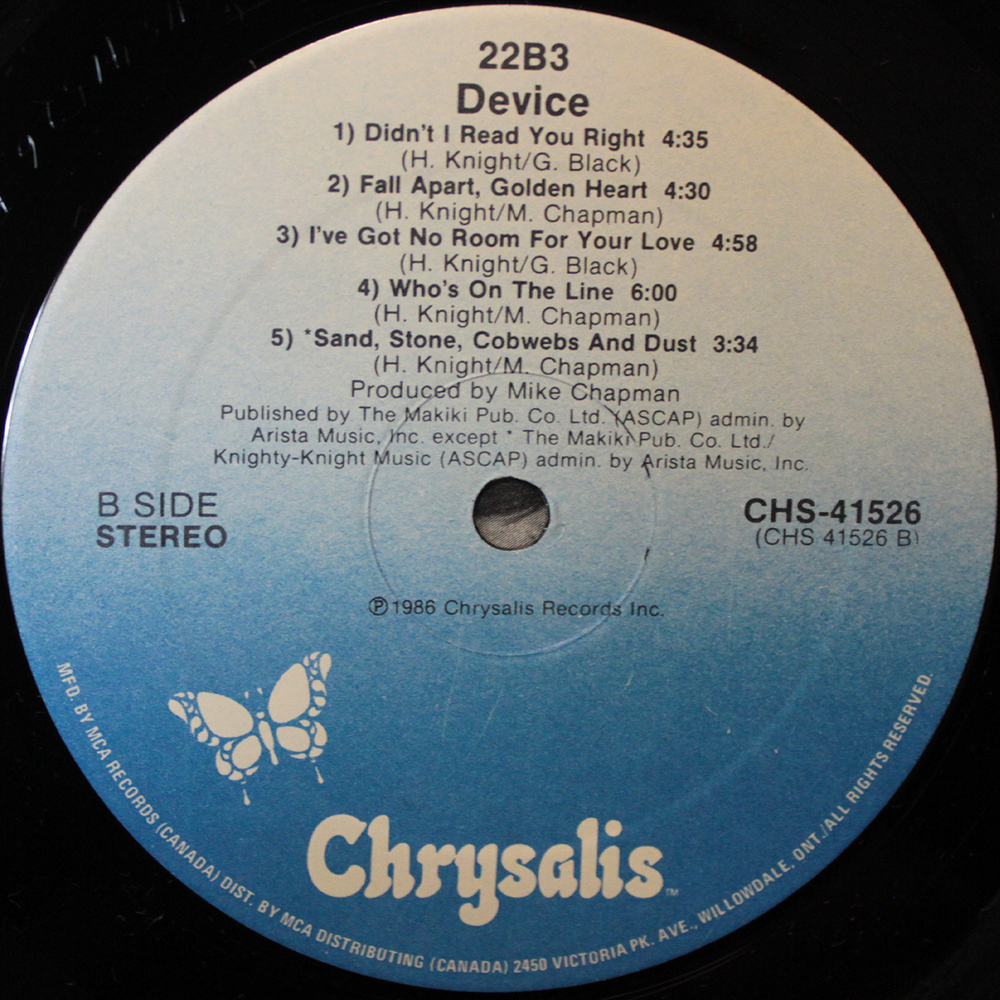 22B3
Device
1) Didn't I Read You Right 4:35
(H. Knight/G. Black)
2) Fall Apart, Golden Heart 4:30
(H. Knight/M. Chapman)
3) I've Got No Room For Your Love 4:58
(H. Knight/G. Black)
4) Who's On The Line 6:00
(H. Knight/M. Chapman)
5) *Sand, Stone, Cobwebs And Dust 3:34
(H. Knight/M. Chapman)
Produced by Mike Chapman
Published by The Makiki Pub. Co. Ltd. (ASCAP) admin. by
Arista Music, Inc. except * The Makiki Pub. Co. Ltd./
Knighty-Knight Music (ASCAP) admin. by Arista Music, Inc.
B SIDE
STEREO
CHS-41526
(CHS 41526 B)
℗1986 Chrysalis Records Inc.
Chrysalis™
MFD. BY MCA RECORDS (CANADA) DIST. BY MCA DISTRIBUTING (CANADA) 2450 VICTORIA PK. AVE., WILLOWDALE, ONT./ALL RIGHTS RESERVED.